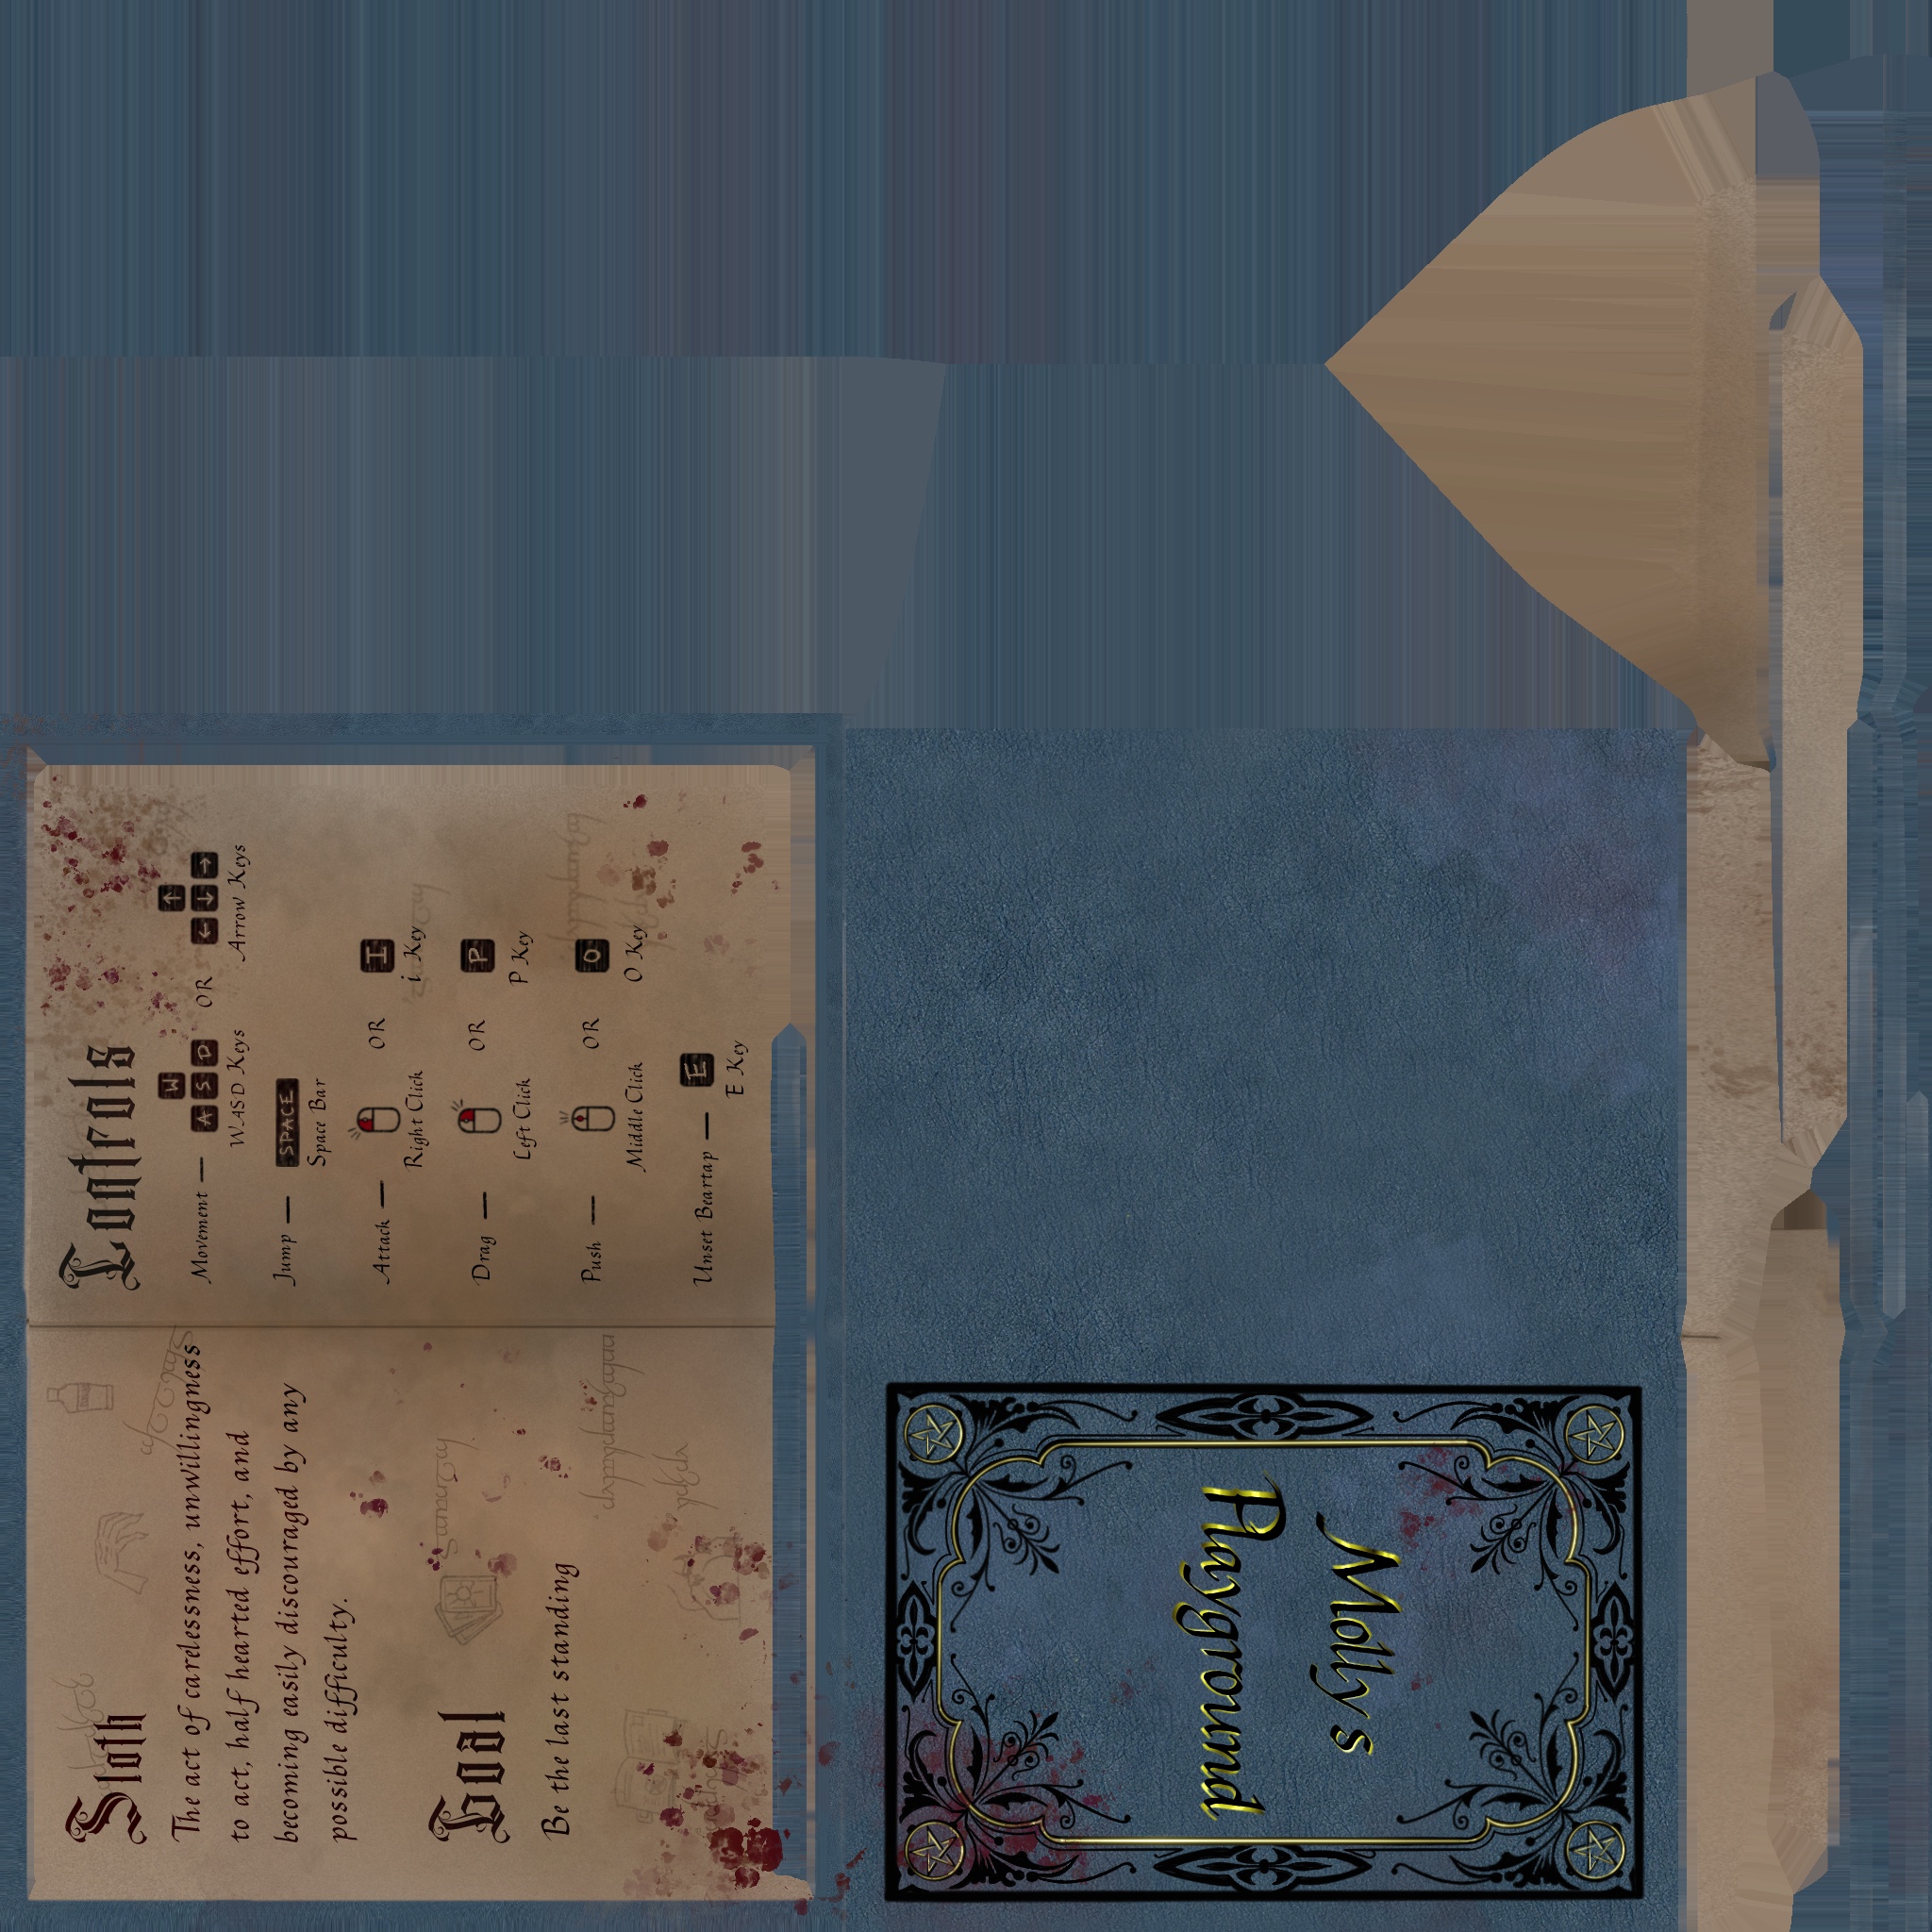 Sloth
The act of carelessness, unwillingness
to act, half hearted effort, and
becoming easily discouraged by any
possible difficulty.
Goal
Be the last standing
Controls
Movement — W A S D OR ↑ ← ↓ →
WASD Keys Arrow Keys
Jump — SPACE
Space Bar
Attack — OR I
Right Click i Key
Drag — OR P
Left Click P Key
Push — OR O
Middle Click O Key
Unset Beartap — E
E Key
Molly's
Playground